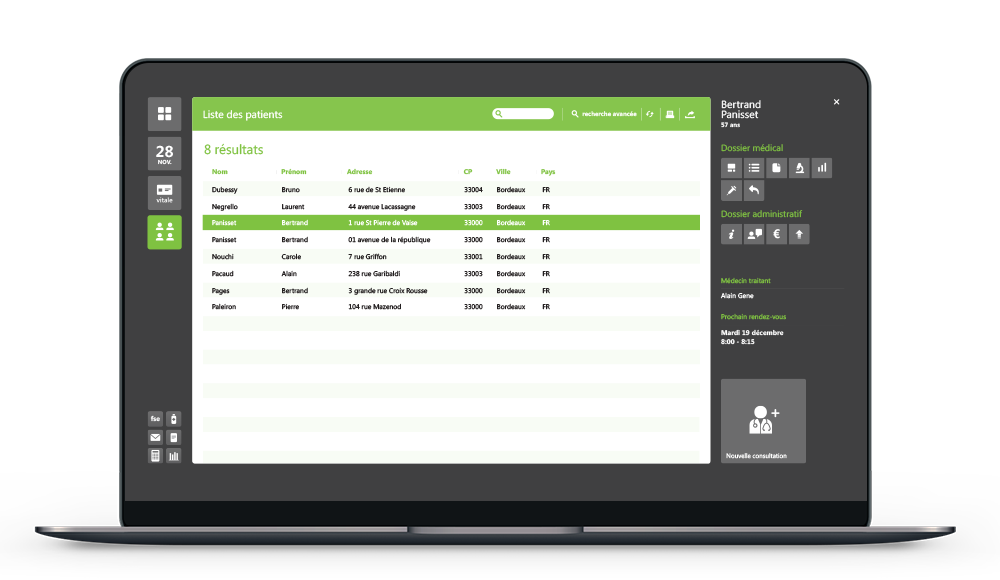 28
NOV.
vitale
fse
Liste des patients
recherche avancée
8 résultats
Nom Prénom Adresse CP Ville Pays
Dubessy Bruno 6 rue de St Etienne 33004 Bordeaux FR
Negrello Laurent 44 avenue Lacassagne 33003 Bordeaux FR
Panisset Bertrand 1 rue St Pierre de Vaise 33000 Bordeaux FR
Panisset Bertrand 01 avenue de la république 33000 Bordeaux FR
Nouchi Carole 7 rue Griffon 33001 Bordeaux FR
Pacaud Alain 238 rue Garibaldi 33003 Bordeaux FR
Pages Bertrand 3 grande rue Croix Rousse 33000 Bordeaux FR
Paleiron Pierre 104 rue Mazenod 33000 Bordeaux FR
Bertrand
Panisset
57 ans
Dossier médical
Dossier administratif
i €
Médecin traitant
Alain Gene
Prochain rendez-vous
Mardi 19 décembre
8:00 - 8:15
Nouvelle consultation